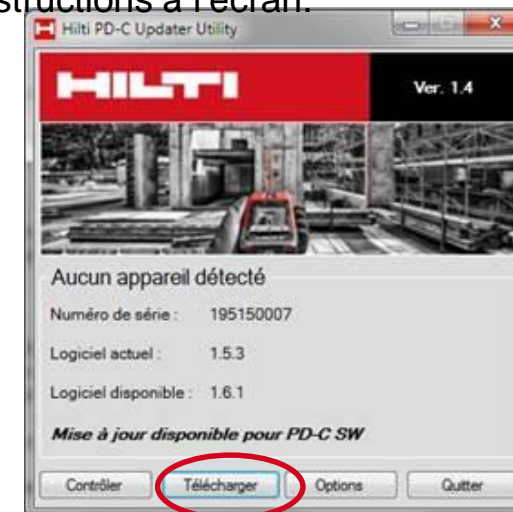 structions à l'écran.
Hilti PD-C Updater Utility
HILTI
Ver. 1.4
Aucun appareil détecté
Numéro de série : 195150007
Logiciel actuel : 1.5.3
Logiciel disponible : 1.6.1
Mise à jour disponible pour PD-C SW
Contrôler Télécharger Options Quitter